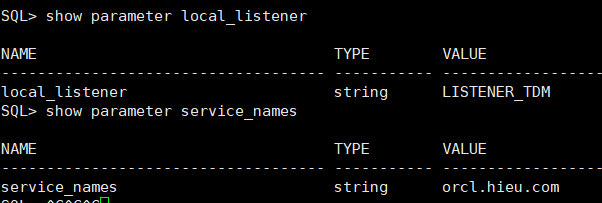 SQL> show parameter local_listener
NAME TYPE VALUE
------------------------------------ ----------- ------------------
local_listener string LISTENER_TDM
SQL> show parameter service_names
NAME TYPE VALUE
------------------------------------ ----------- ------------------
service_names string orcl.hieu.com